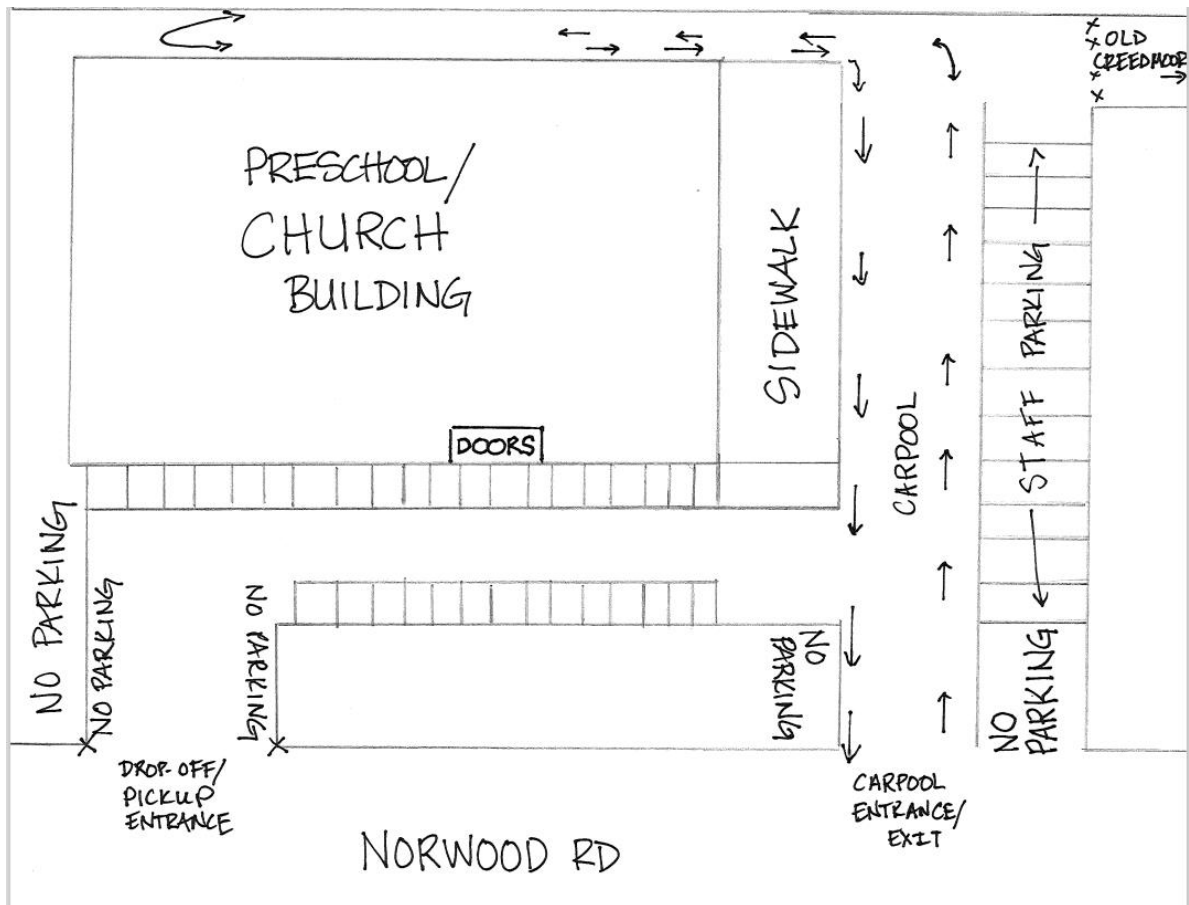 OLD
CREEDMOOR
PRESCHOOL/
CHURCH
BUILDING
SIDEWALK
DOORS
CARPOOL
STAFF PARKING
NO PARKING
NO PARKING
NO PARKING
NO
PARKING
NO
PARKING
DROP-OFF/
PICKUP
ENTRANCE
CARPOOL
ENTRANCE/
EXIT
NORWOOD RD